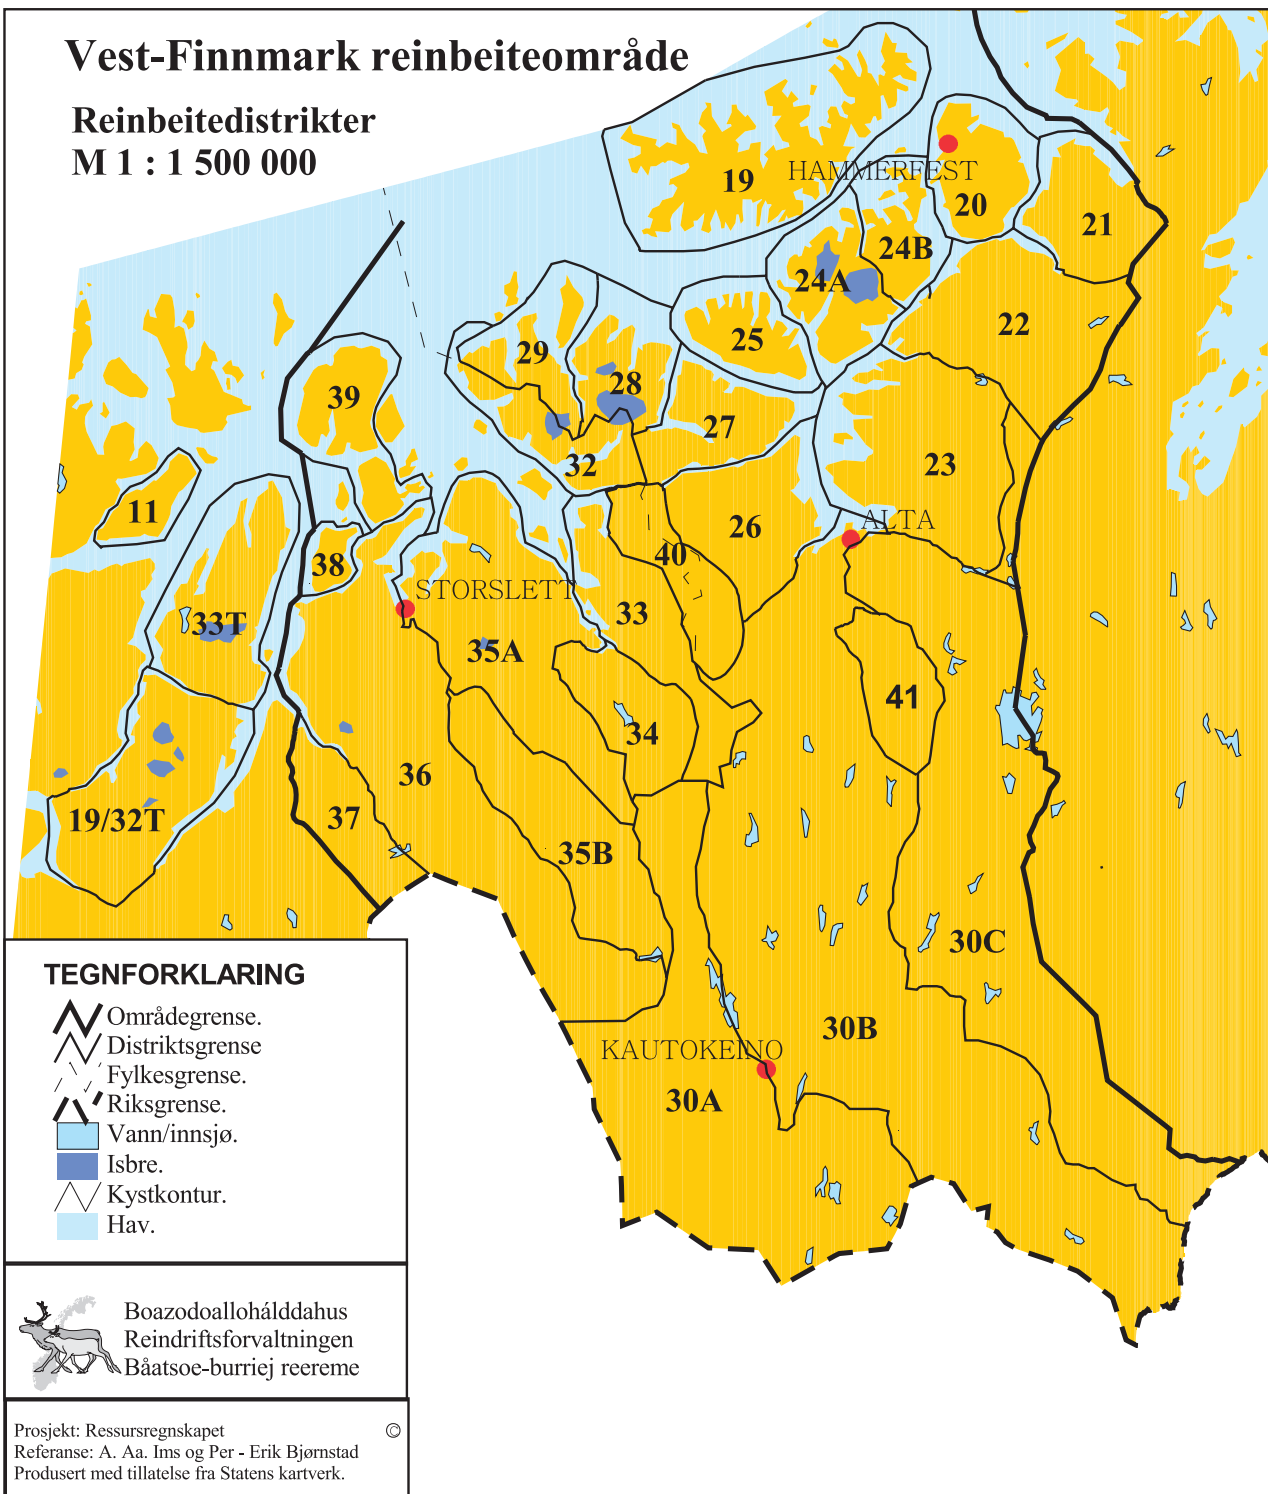 Vest-Finnmark reinbeiteområde
Reinbeitedistrikter
M 1 : 1 500 000
19
HAMMERFEST
20
21
24B
24A
22
25
29
28
39
27
32
23
11
26
ALTA
40
38
STORSLETT
33
33T
35A
41
34
36
37
19/32T
35B
30C
30B
KAUTOKEINO
30A
TEGNFORKLARING
Områdegrense.
Distriktsgrense
Fylkesgrense.
Riksgrense.
Vann/innsjø.
Isbre.
Kystkontur.
Hav.
Boazodoallohálddahus
Reindriftsforvaltningen
Båatsoe-burriej reereme
Prosjekt: Ressursregnskapet ©
Referanse: A. Aa. Ims og Per - Erik Bjørnstad
Produsert med tillatelse fra Statens kartverk.